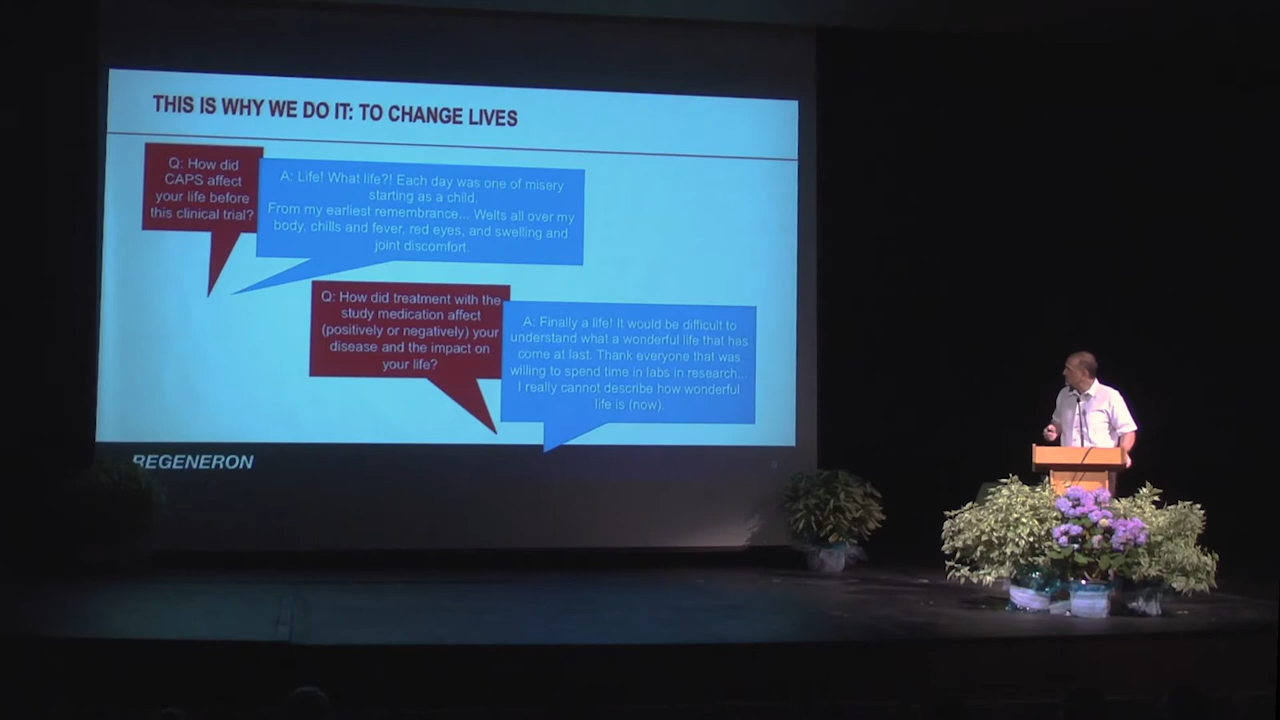 THIS IS WHY WE DO IT: TO CHANGE LIVES
Q: How did
CAPS affect
your life before
this clinical trial?
A: Life! What life?! Each day was one of misery
starting as a child.
From my earliest remembrance... Welts all over my
body, chills and fever, red eyes, and swelling and
joint discomfort.
Q: How did treatment with the
study medication affect
(positively or negatively) your
disease and the impact on
your life?
A: Finally a life! It would be difficult to
understand what a wonderful life that has
come at last. Thank everyone that was
willing to spend time in labs in research...
I really cannot describe how wonderful
life is (now).
REGENERON